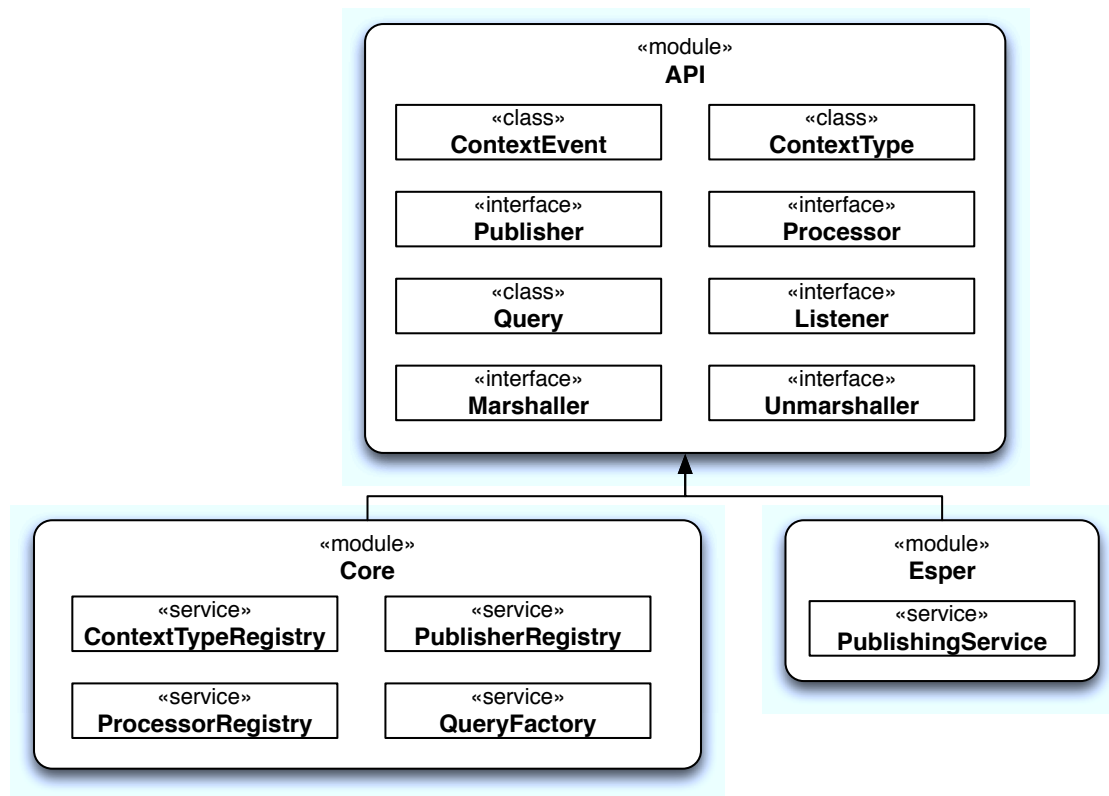 «module»
API
«class»
ContextEvent
«class»
ContextType
«interface»
Publisher
«interface»
Processor
«class»
Query
«interface»
Listener
«interface»
Marshaller
«interface»
Unmarshaller
«module»
Core
«service»
ContextTypeRegistry
«service»
PublisherRegistry
«service»
ProcessorRegistry
«service»
QueryFactory
«module»
Esper
«service»
PublishingService